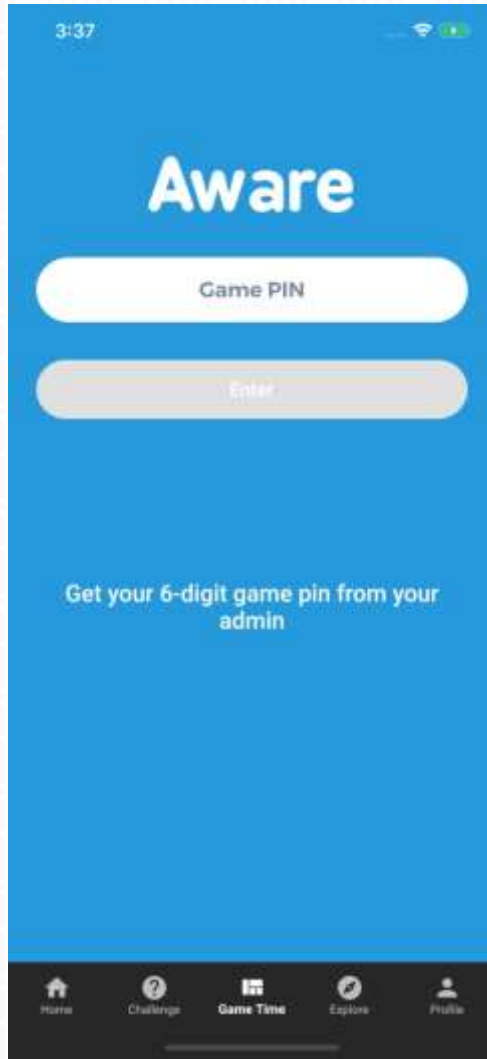 3:37
Aware
Game PIN
Enter
Get your 6-digit game pin from your
admin
Home
Challenge
Game Time
Explore
Profile